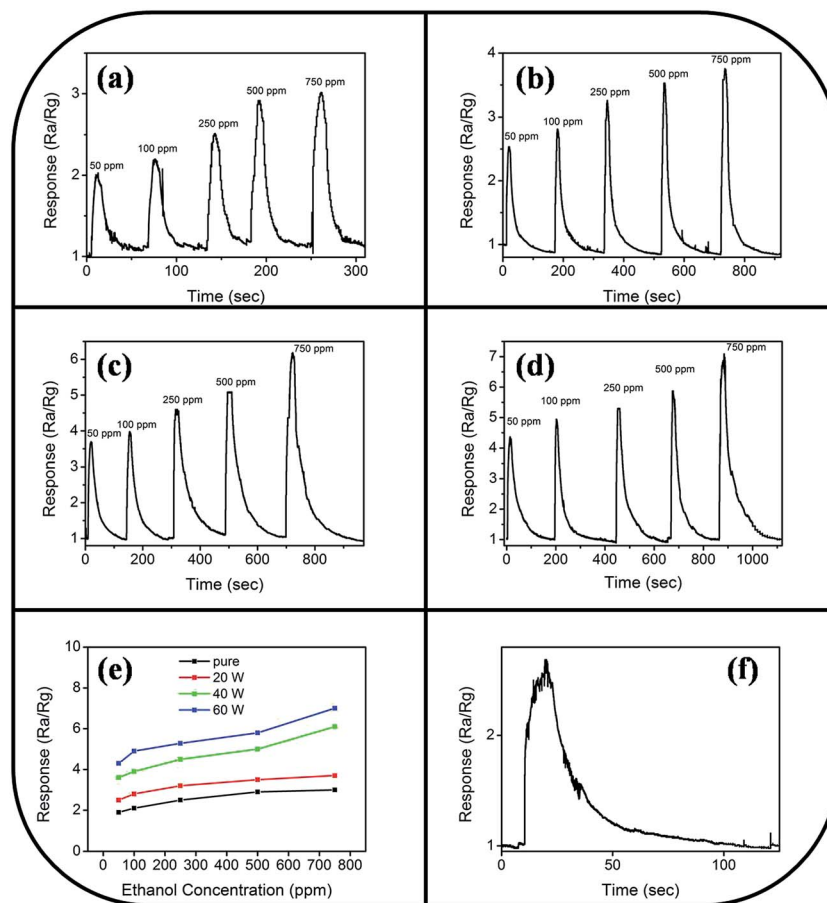 (a)
50 ppm
100 ppm
250 ppm
500 ppm
750 ppm
3
2
1
Response (Ra/Rg)
0 100 200 300
Time (sec)
(b)
50 ppm
100 ppm
250 ppm
500 ppm
750 ppm
4
3
2
1
Response (Ra/Rg)
0 200 400 600 800
Time (sec)
(c)
50 ppm
100 ppm
250 ppm
500 ppm
750 ppm
6
5
4
3
2
1
Response (Ra/Rg)
0 200 400 600 800
Time (sec)
(d)
50 ppm
100 ppm
250 ppm
500 ppm
750 ppm
7
6
5
4
3
2
1
Response (Ra/Rg)
0 200 400 600 800 1000
Time (sec)
(e)
pure
20 W
40 W
60 W
10
8
6
4
2
0
Response (Ra/Rg)
0 100 200 300 400 500 600 700 800
Ethanol Concentration (ppm)
(f)
2
1
Response (Ra/Rg)
0 50 100
Time (sec)